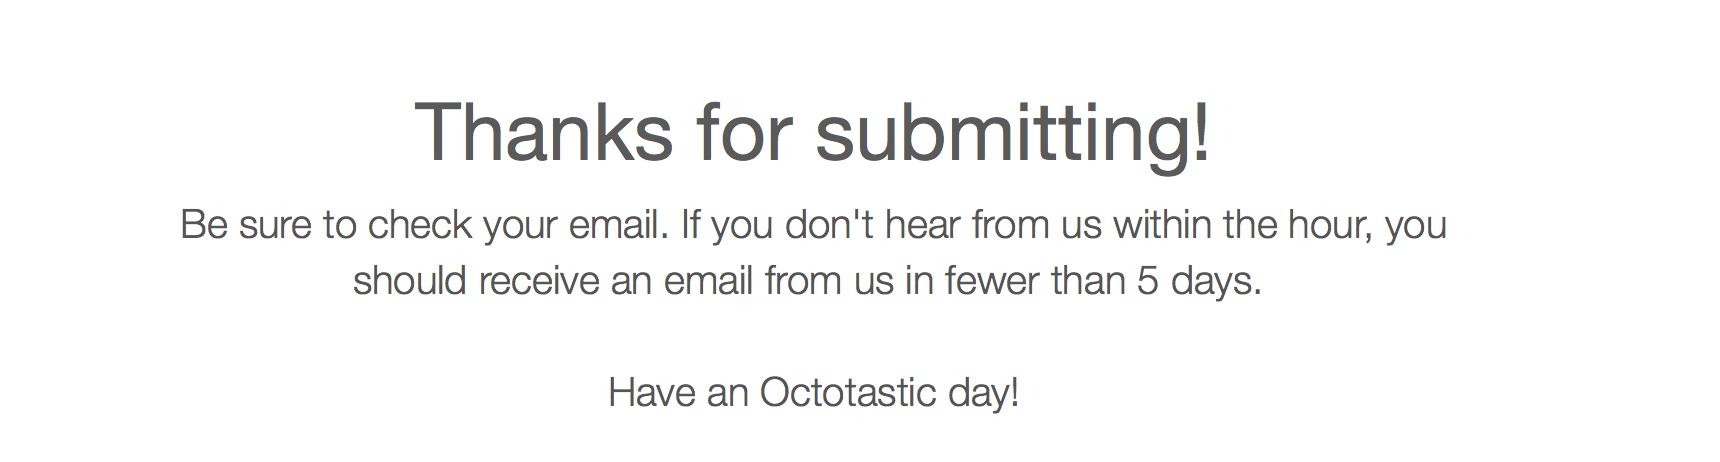 Thanks for submitting!
Be sure to check your email. If you don't hear from us within the hour, you
should receive an email from us in fewer than 5 days.
Have an Octotastic day!